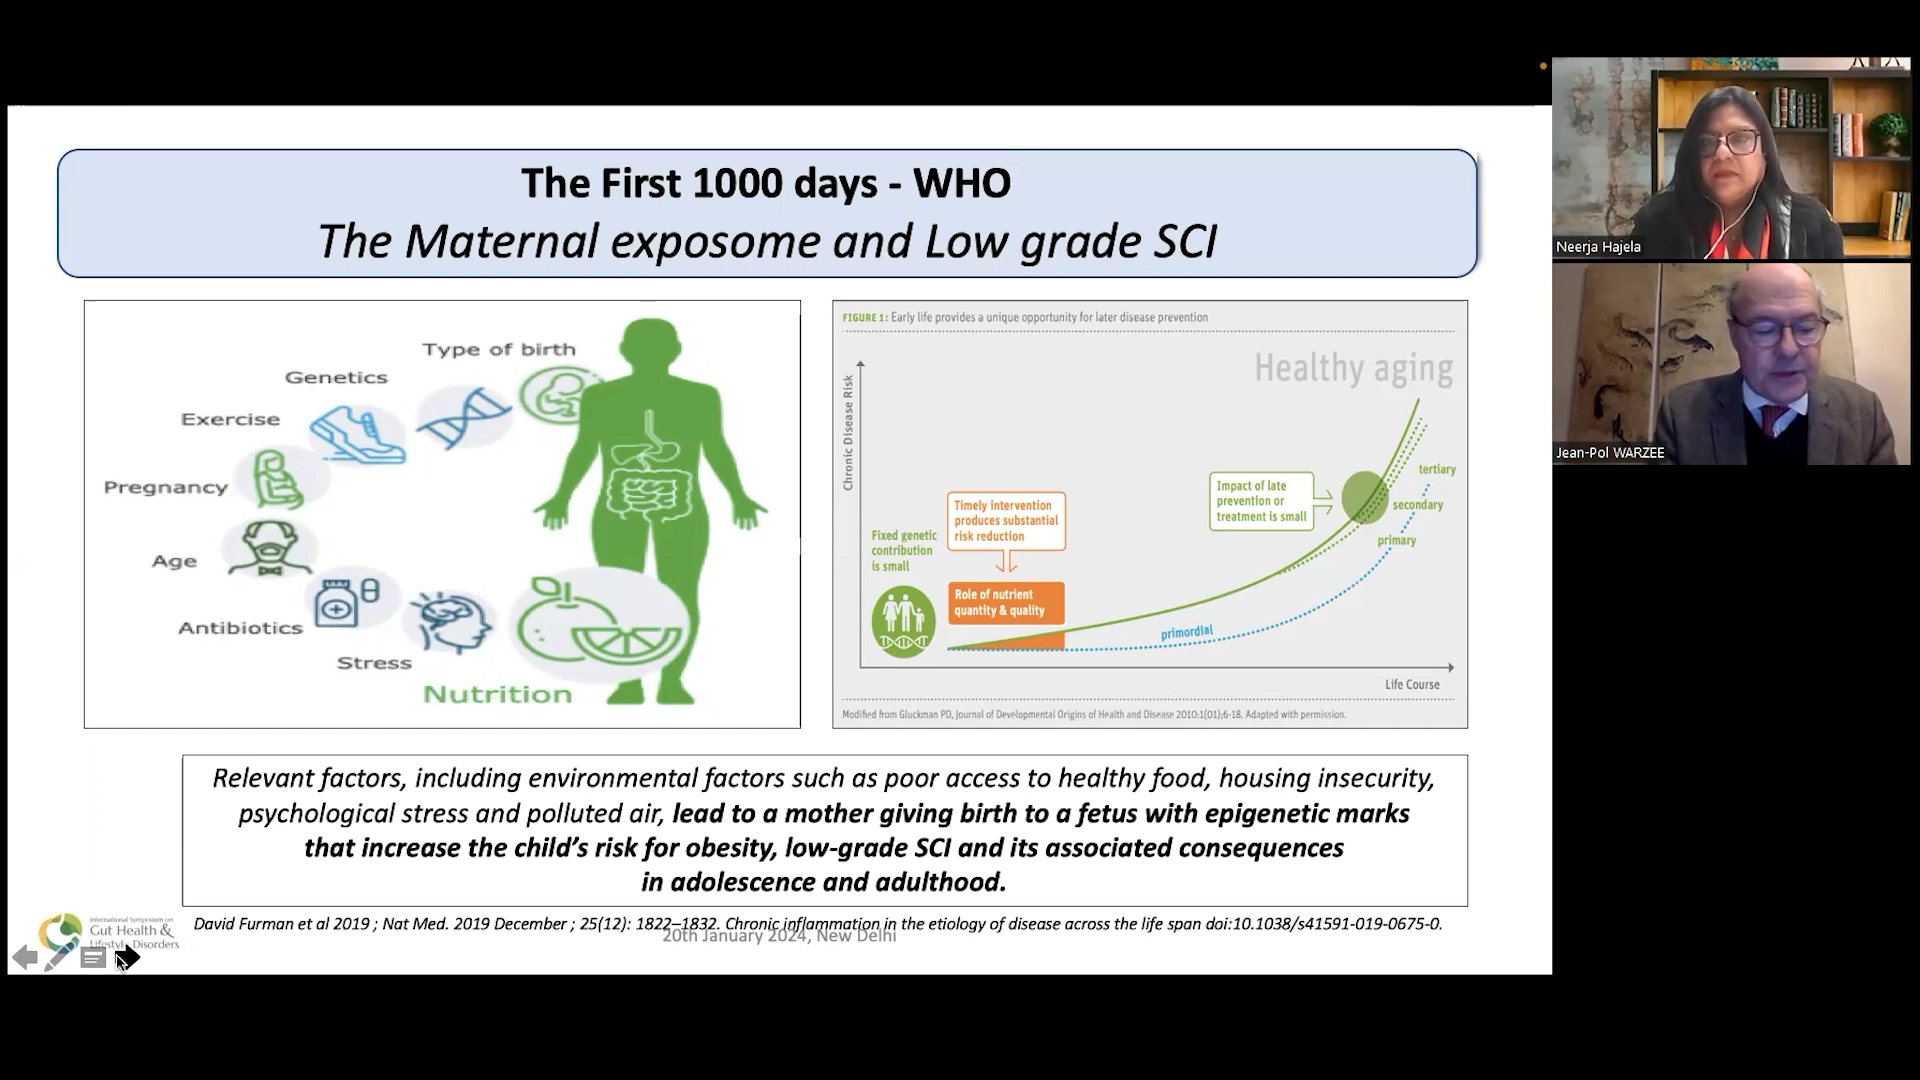 The First 1000 days - WHO
The Maternal exposome and Low grade SCI
Type of birth
Genetics
Exercise
Pregnancy
Age
Antibiotics
Stress
Nutrition
FIGURE 1: Early life provides a unique opportunity for later disease prevention
Healthy aging
Chronic Disease Risk
Fixed genetic
contribution
is small
Timely intervention
produces substantial
risk reduction
Role of nutrient
quantity & quality
Impact of late
prevention or
treatment is small
tertiary
secondary
primary
primordial
Life Course
Modified from Gluckman PD, Journal of Developmental Origins of Health and Disease 2010:1(01);6-18. Adapted with permission.
Relevant factors, including environmental factors such as poor access to healthy food, housing insecurity,
psychological stress and polluted air, lead to a mother giving birth to a fetus with epigenetic marks
that increase the child’s risk for obesity, low-grade SCI and its associated consequences
in adolescence and adulthood.
David Furman et al 2019 ; Nat Med. 2019 December ; 25(12): 1822–1832. Chronic inflammation in the etiology of disease across the life span doi:10.1038/s41591-019-0675-0.
20th January 2024, New Delhi
International Symposium on
Gut Health &
Lifestyle Disorders
Neerja Hajela
Jean-Pol WARZEE